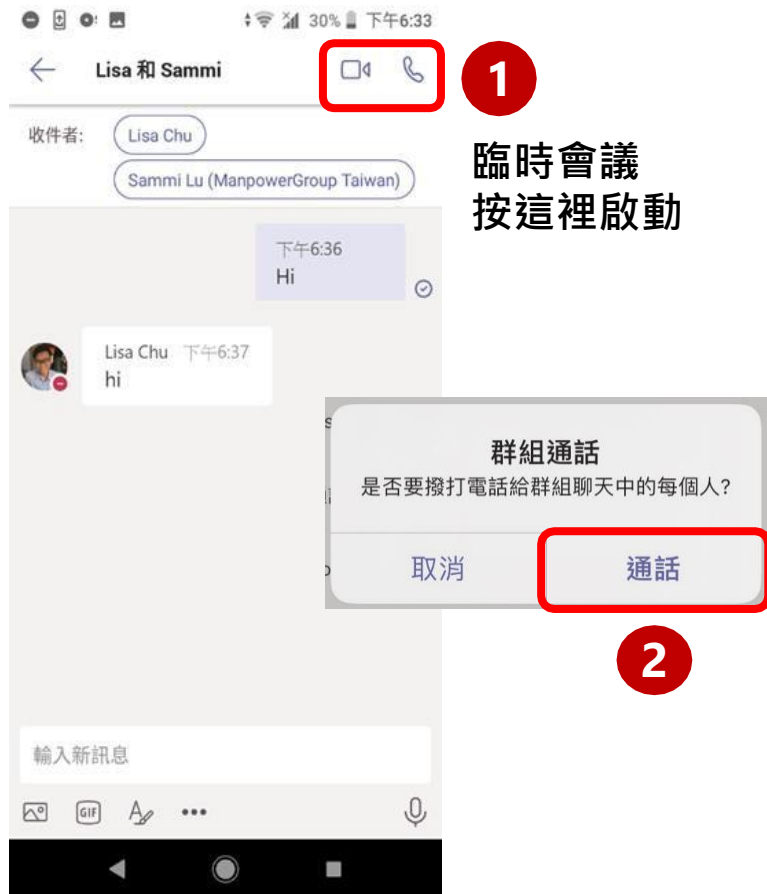 30% 下午6:33
Lisa 和 Sammi
1
收件者:
Lisa Chu
Sammi Lu (ManpowerGroup Taiwan)
臨時會議
按這裡啟動
下午6:36
Hi
Lisa Chu 下午6:37
hi
群組通話
是否要撥打電話給群組聊天中的每個人?
取消
通話
2
輸入新訊息
GIF